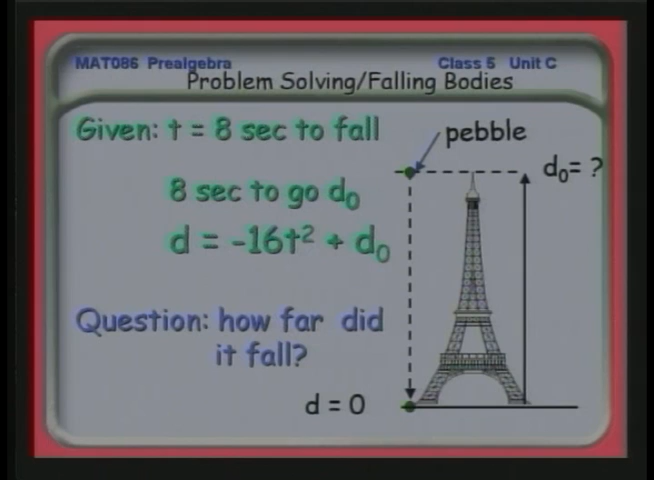 MAT086 Prealgebra
Class 5 Unit C
Problem Solving/Falling Bodies
Given: t = 8 sec to fall
pebble
d₀= ?
8 sec to go d₀
d = -16t² + d₀
Question: how far did
it fall?
d = 0